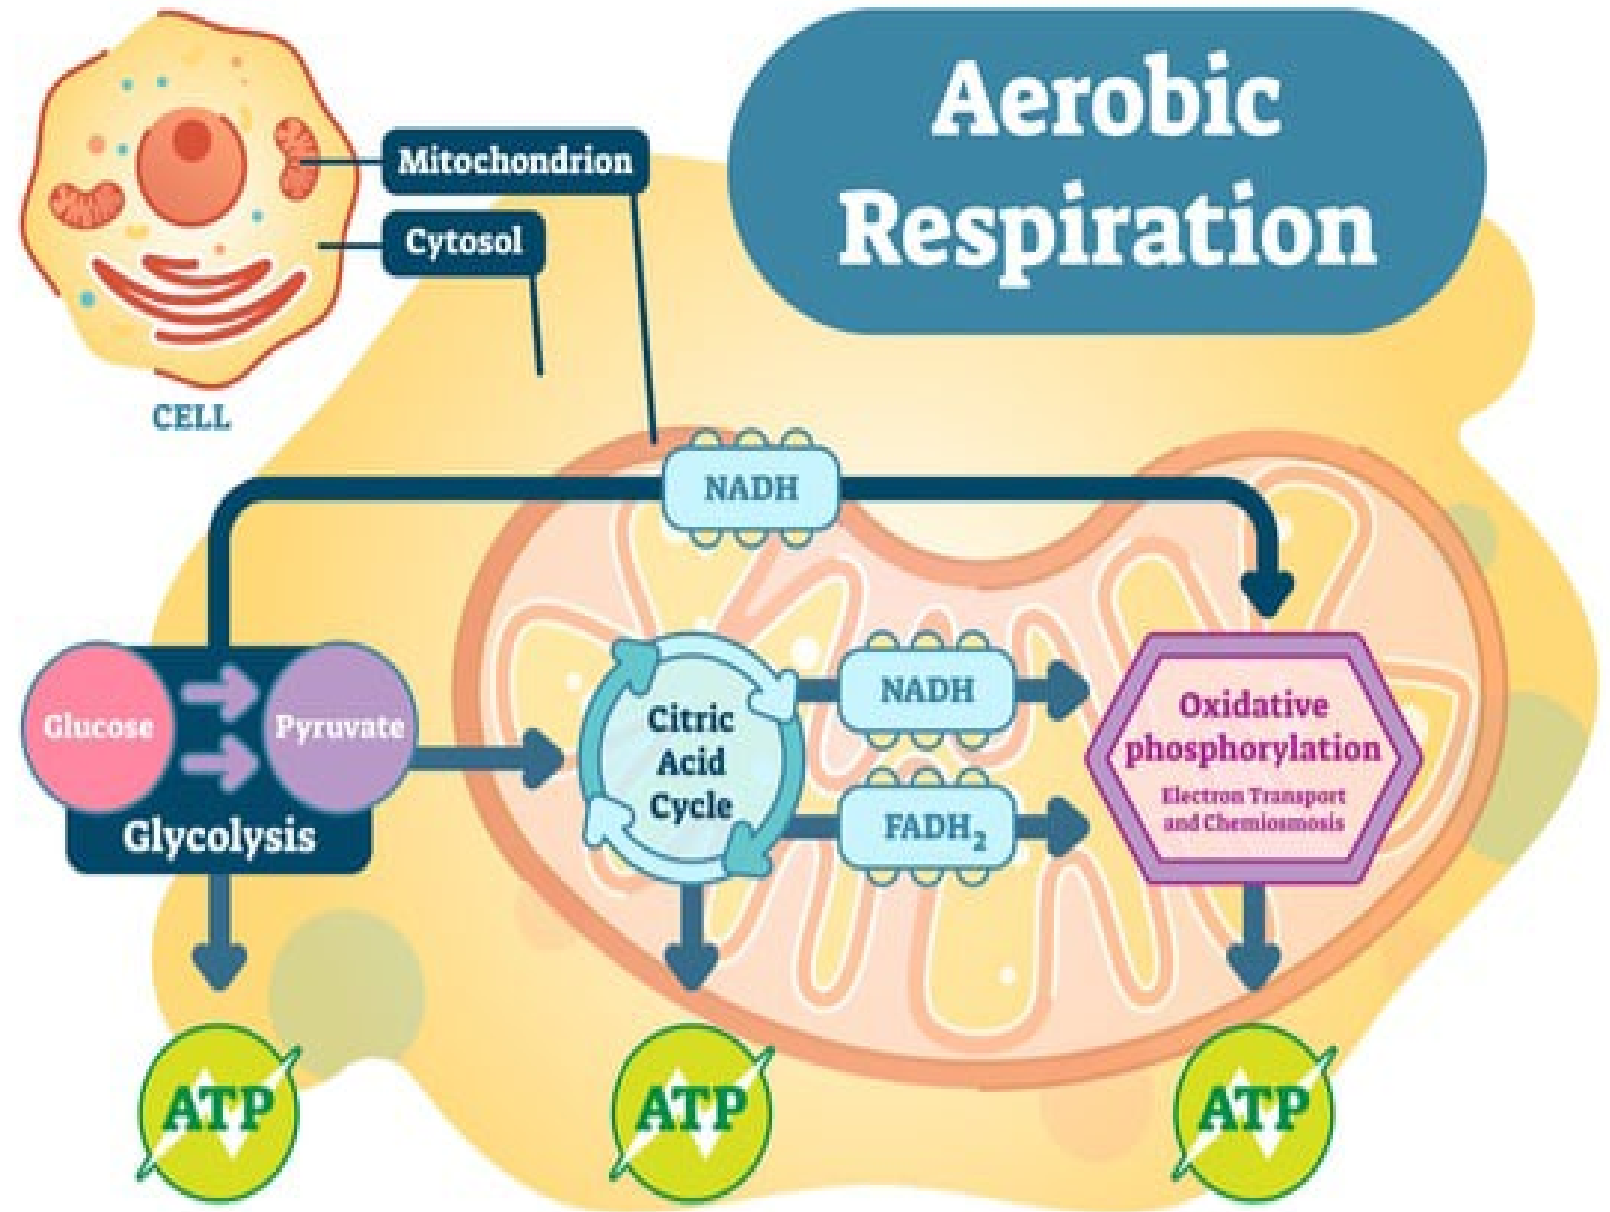 Aerobic
Respiration
Mitochondrion
Cytosol
CELL
NADH
Glucose
Pyruvate
Glycolysis
Citric
Acid
Cycle
NADH
FADH₂
Oxidative
phosphorylation
Electron Transport
and Chemiosmosis
ATP
ATP
ATP